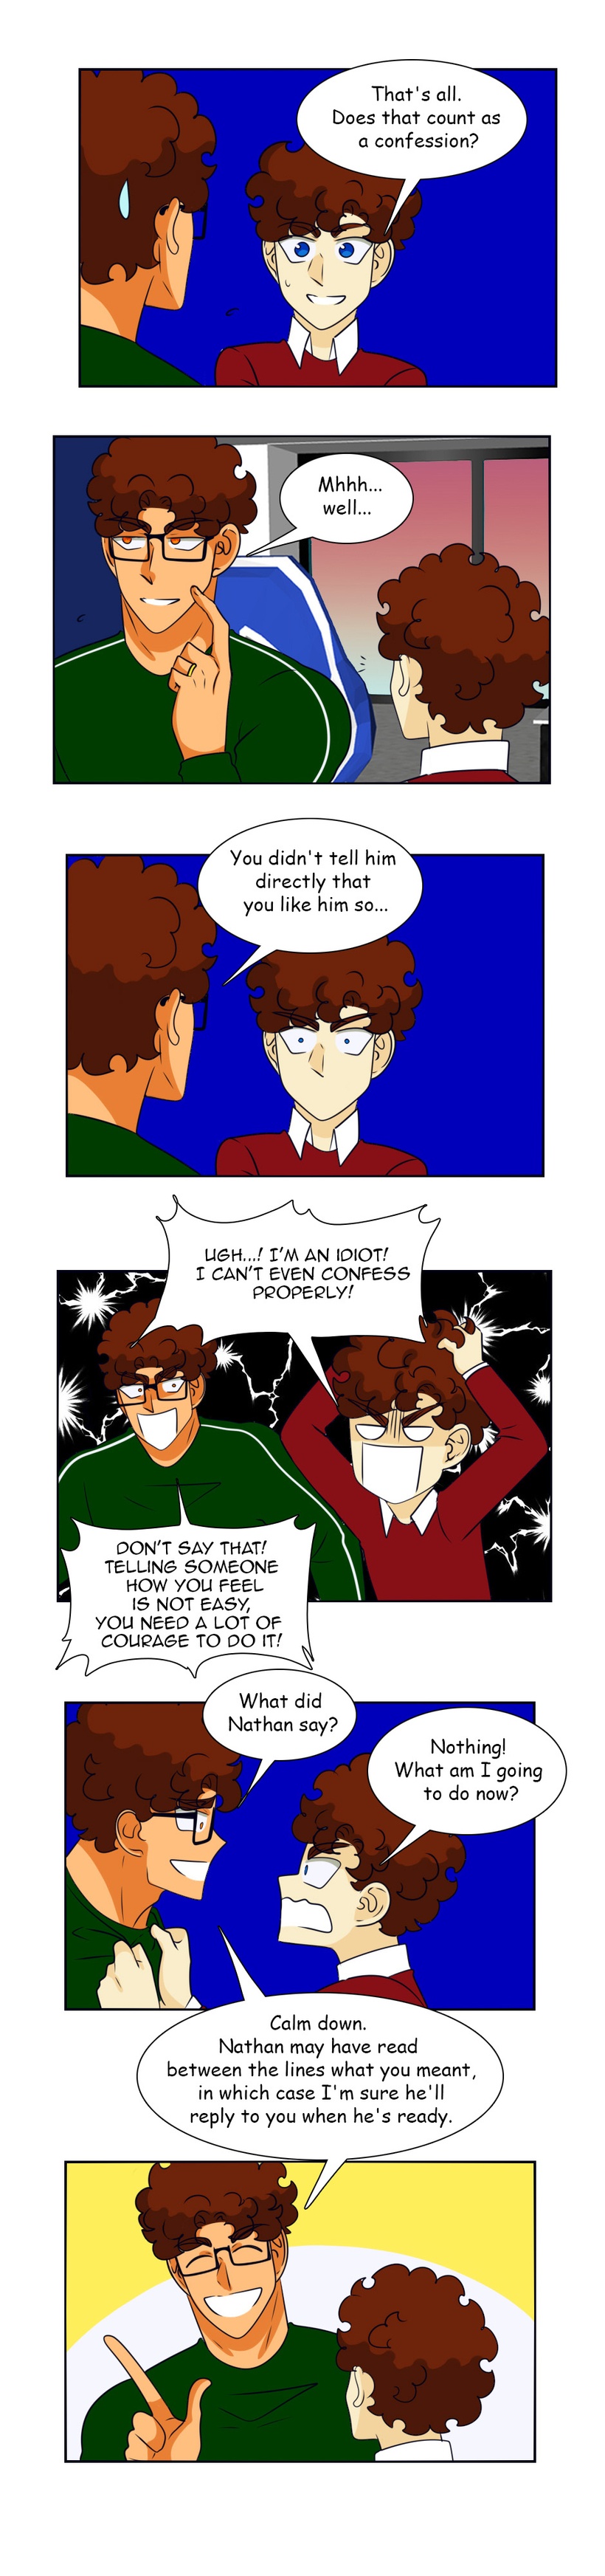 That's all.
Does that count as
a confession?
Mhhh...
well...
You didn't tell him
directly that
you like him so...
UGH...! I'M AN IDIOT!
I CAN'T EVEN CONFESS
PROPERLY!
DON'T SAY THAT!
TELLING SOMEONE
HOW YOU FEEL
IS NOT EASY,
YOU NEED A LOT OF
COURAGE TO DO IT!
What did
Nathan say?
Nothing!
What am I going
to do now?
Calm down.
Nathan may have read
between the lines what you meant,
in which case I'm sure he'll
reply to you when he's ready.